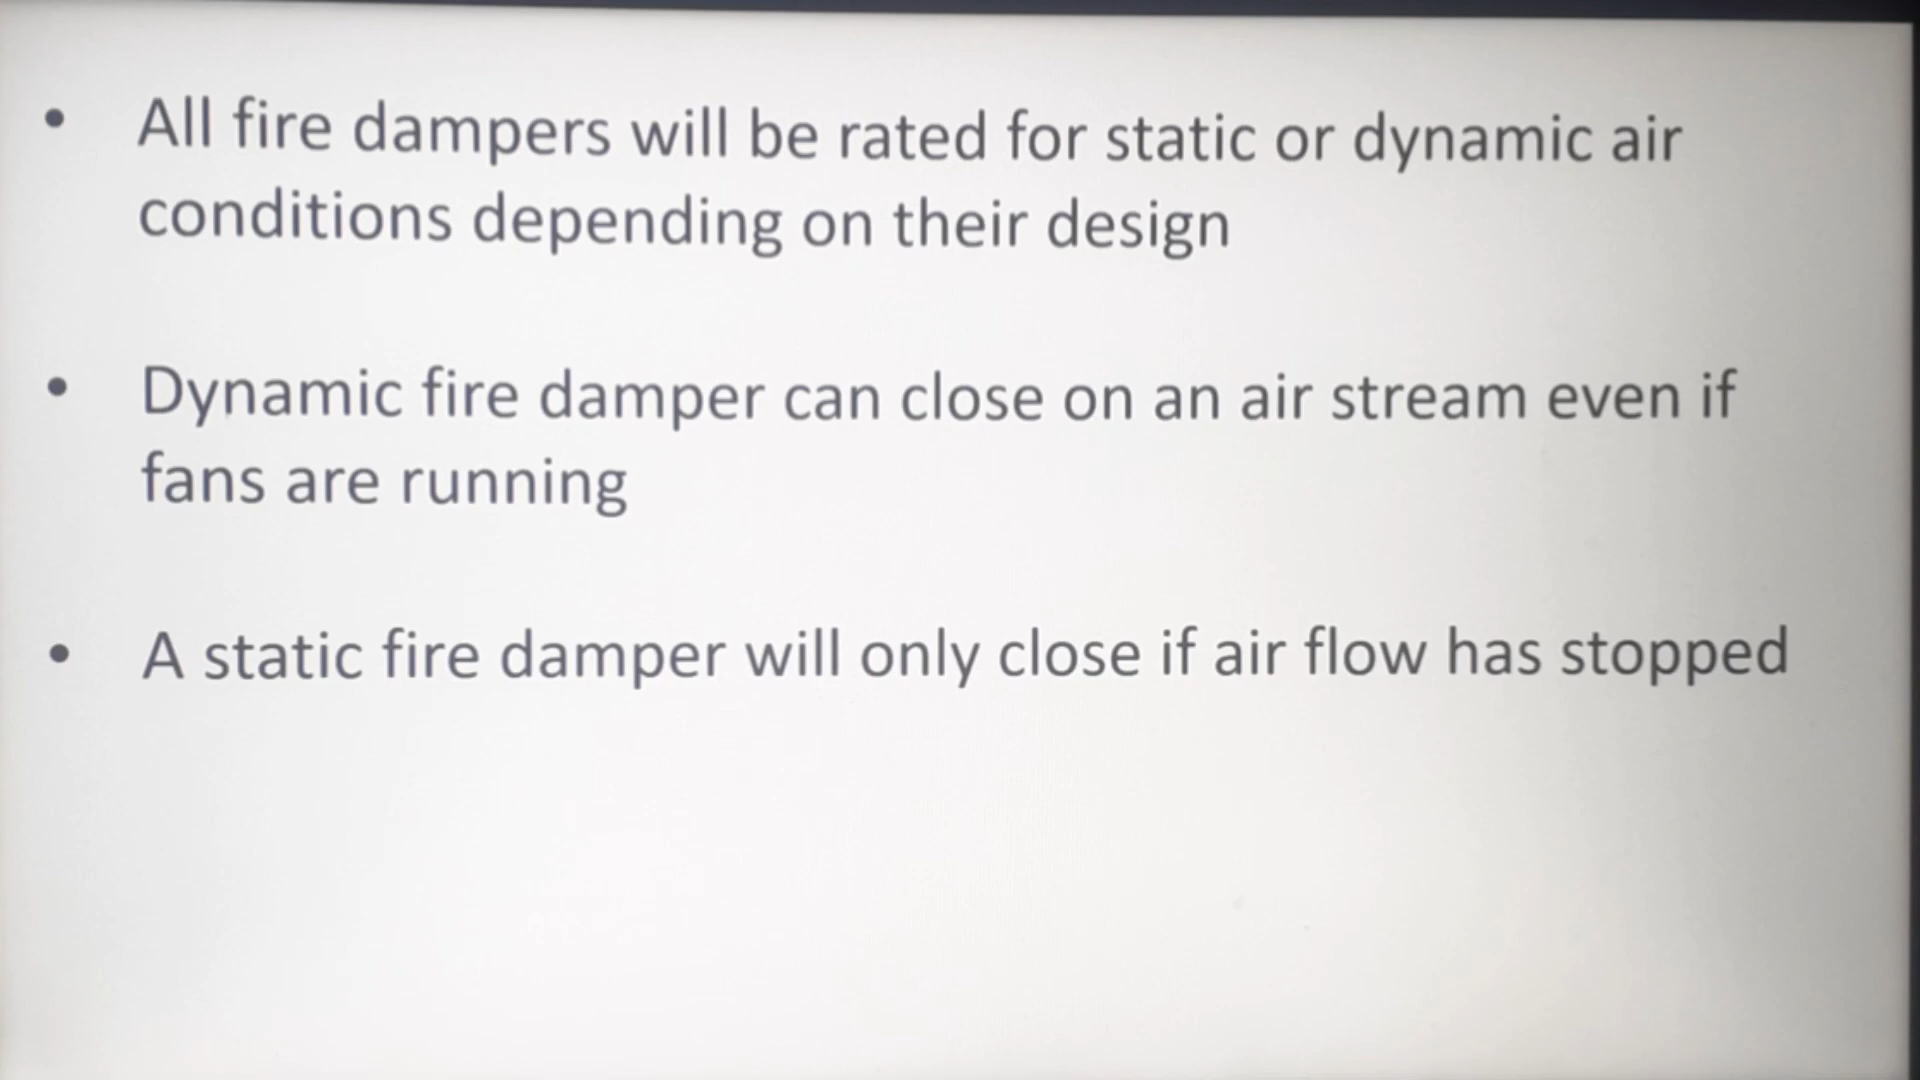 • All fire dampers will be rated for static or dynamic air
conditions depending on their design
• Dynamic fire damper can close on an air stream even if
fans are running
• A static fire damper will only close if air flow has stopped